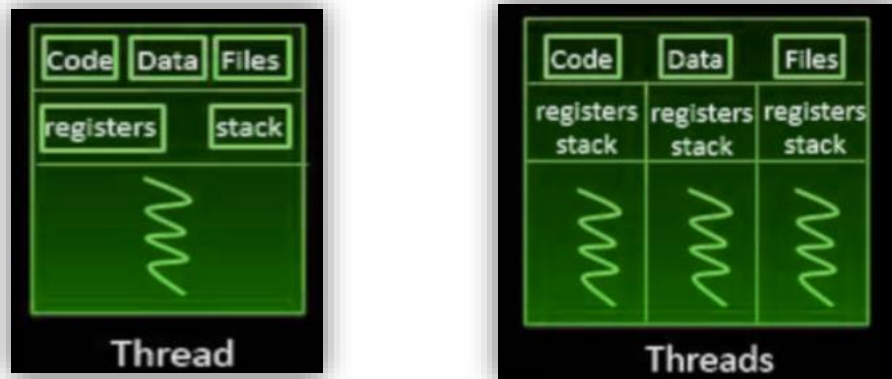 Code Data Files
registers stack
Thread
Code Data Files
registers registers registers
stack stack stack
Threads